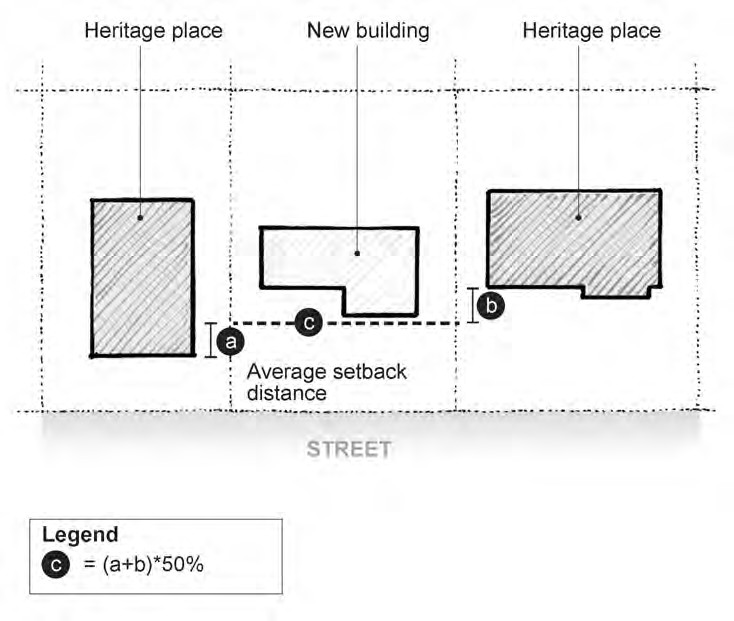 Heritage place
New building
Heritage place
a
b
c
Average setback
distance
STREET
Legend
c = (a+b)*50%